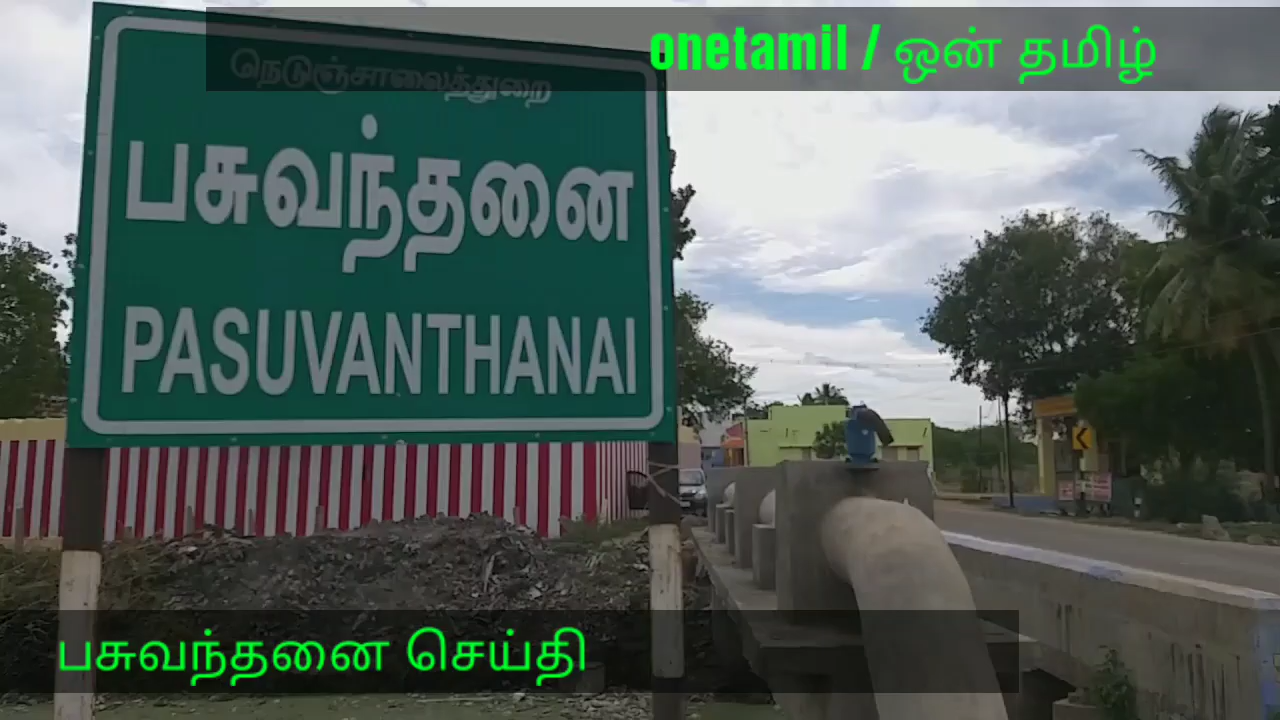 onetamil / ஒன் தமிழ்
நெடுஞ்சாலைத்துறை
பசுவந்தனை
PASUVANTHANAI
பசுவந்தனை செய்தி